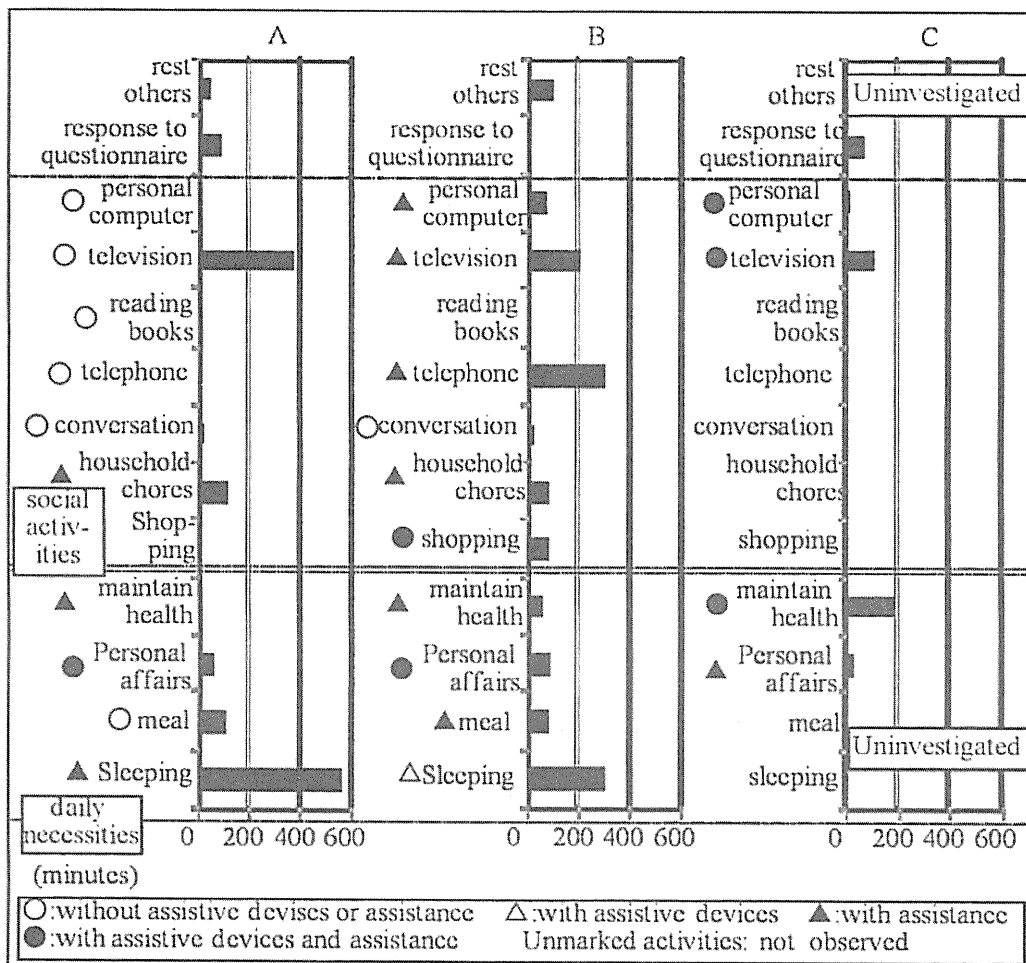 A B C
rest
others
response to
questionnaire
personal
computer
television
reading
books
telephone
conversation
household
chores
Shop-
ping
maintain
health
Personal
affairs
meal
Sleeping
rest
others
response to
questionnaire
personal
computer
television
reading
books
telephone
conversation
household
chores
shopping
maintain
health
Personal
affairs
meal
Sleeping
rest
others
Uninvestigated
response to
questionnaire
personal
computer
television
reading
books
telephone
conversation
household
chores
shopping
maintain
health
Personal
affairs
meal
Uninvestigated
sleeping
social
activ-
ities
daily
necessities
0 200 400 600 0 200 400 600 0 200 400 600
(minutes)
:without assistive devises or assistance :with assistive devices :with assistance
:with assistive devices and assistance Unmarked activities: not observed